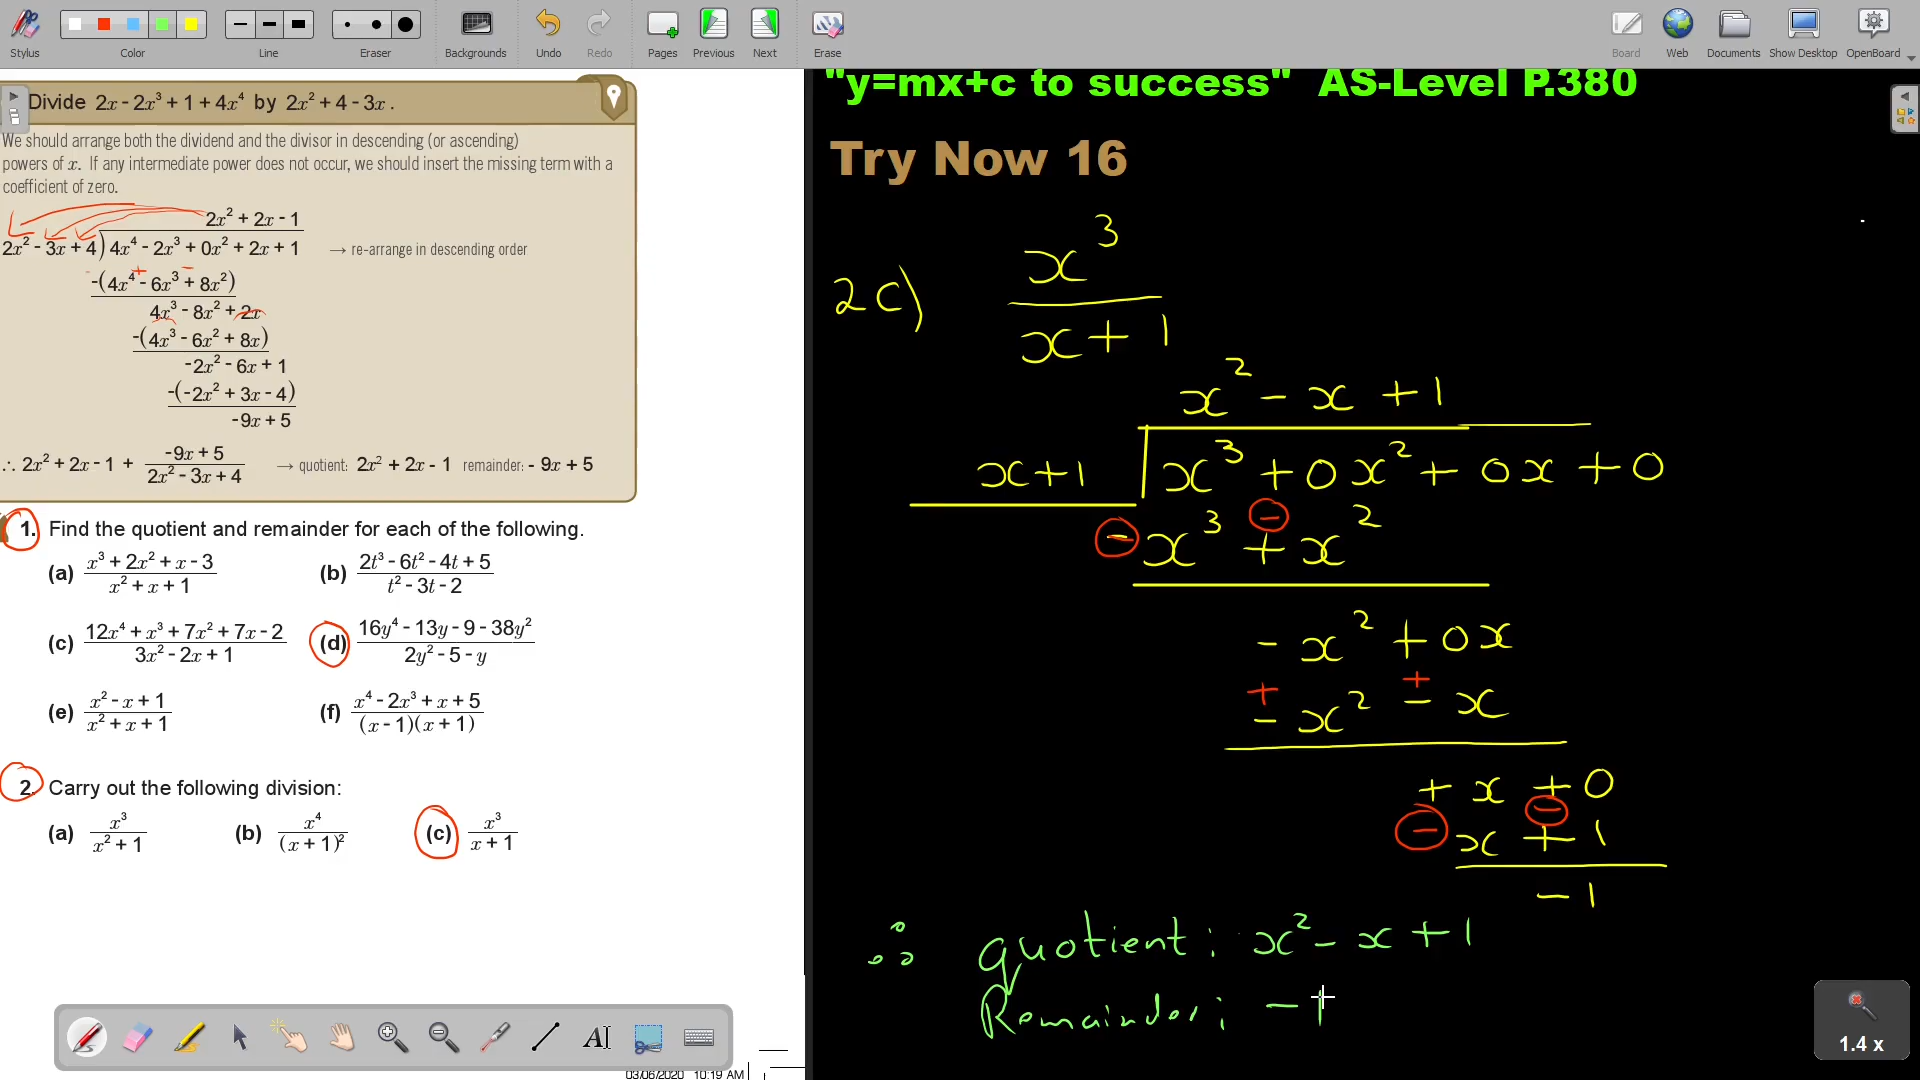 Stylus Color Line Eraser Backgrounds Undo Redo Pages Previous Next Erase Board Web Documents Show Desktop OpenBoard
Divide 2x - 2x³ + 1 + 4x⁴ by 2x² + 4 - 3x .
We should arrange both the dividend and the divisor in descending (or ascending)
powers of x. If any intermediate power does not occur, we should insert the missing term with a
coefficient of zero.
2x² + 2x - 1
2x² - 3x + 4) 4x⁴ - 2x³ + 0x² + 2x + 1 → re-arrange in descending order
- + -
-(4x⁴ - 6x³ + 8x²)
4x³ - 8x² + 2x
-(4x³ - 6x² + 8x)
-2x² - 6x + 1
-(-2x² + 3x - 4)
-9x + 5
∴ 2x² + 2x - 1 + (-9x + 5)/(2x² - 3x + 4) → quotient: 2x² + 2x - 1 remainder: - 9x + 5
1. Find the quotient and remainder for each of the following.
(a) (x³ + 2x² + x - 3)/(x² + x + 1) (b) (2t³ - 6t² - 4t + 5)/(t² - 3t - 2)
(c) (12x⁴ + x³ + 7x² + 7x - 2)/(3x² - 2x + 1) (d) (16y⁴ - 13y - 9 - 38y²)/(2y² - 5 - y)
(e) (x² - x + 1)/(x² + x + 1) (f) (x⁴ - 2x³ + x + 5)/((x - 1)(x + 1))
2. Carry out the following division:
(a) x³/(x² + 1) (b) x⁴/(x + 1)² (c) x³/(x + 1)
03/06/2020 10:19 AM
"y=mx+c to success" AS-Level P.380
Try Now 16
2c) x³/(x + 1)
x² - x + 1
x+1 x³ + 0x² + 0x + 0
- -
- x³ + x²
- x² + 0x
+ +
- x² - x
+ x + 0
- -
x + 1
- 1
∴ quotient: x² - x + 1
Remainder: - 1
1.4 x